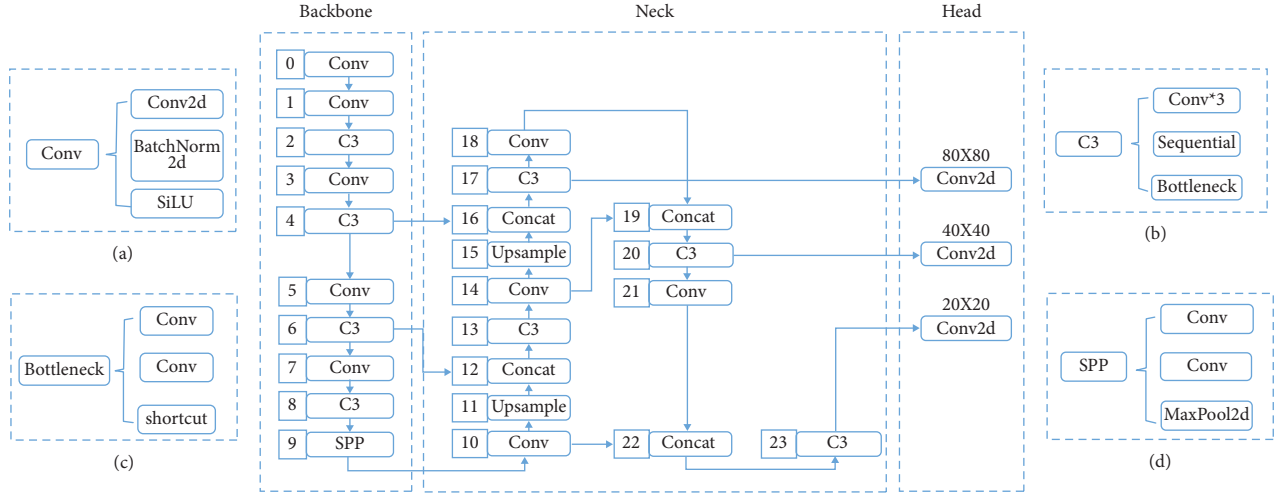 Backbone
Neck
Head
Conv
Conv2d
BatchNorm
2d
SiLU
(a)
Bottleneck
Conv
Conv
shortcut
(c)
0 Conv
1 Conv
2 C3
3 Conv
4 C3
5 Conv
6 C3
7 Conv
8 C3
9 SPP
18 Conv
17 C3
16 Concat
15 Upsample
14 Conv
13 C3
12 Concat
11 Upsample
10 Conv
19 Concat
20 C3
21 Conv
22 Concat
23 C3
80X80
Conv2d
40X40
Conv2d
20X20
Conv2d
C3
Conv*3
Sequential
Bottleneck
(b)
SPP
Conv
Conv
MaxPool2d
(d)